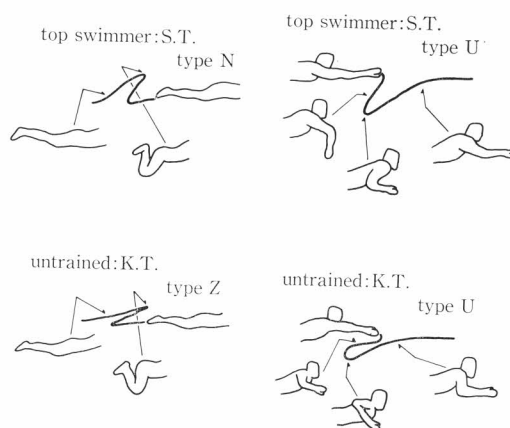 top swimmer:S.T.
type N
top swimmer:S.T.
type U
untrained:K.T.
type Z
untrained:K.T.
type U